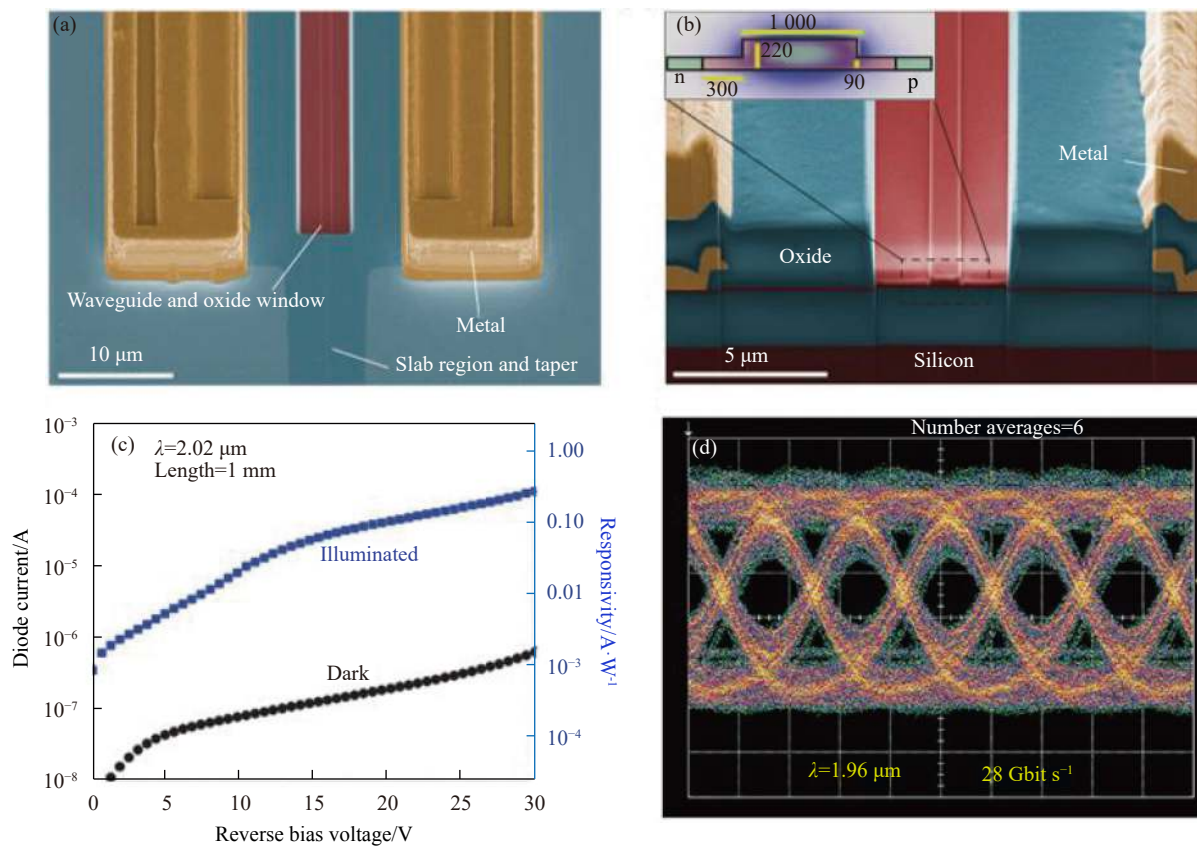 (a)
Waveguide and oxide window
Metal
10 μm
Slab region and taper
(b)
1 000
220
n
90
p
300
Metal
Oxide
5 μm
Silicon
(c)
λ=2.02 μm
Length=1 mm
10⁻³
10⁻⁴
10⁻⁵
10⁻⁶
10⁻⁷
10⁻⁸
Diode current/A
Illuminated
Dark
1.00
0.10
0.01
10⁻³
10⁻⁴
Responsivity/A·W⁻¹
0 5 10 15 20 25 30
Reverse bias voltage/V
Number averages=6
(d)
λ=1.96 μm 28 Gbit s⁻¹